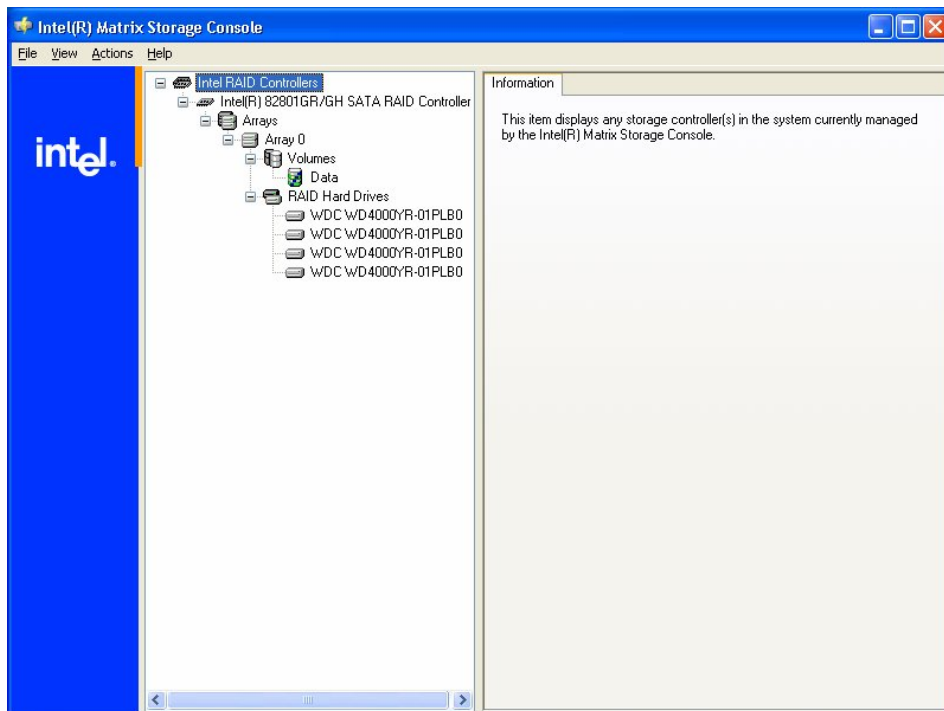 Intel(R) Matrix Storage Console
File View Actions Help
intel.
Intel RAID Controllers
Intel(R) 82801GR/GH SATA RAID Controller
Arrays
Array 0
Volumes
Data
RAID Hard Drives
WDC WD4000YR-01PLB0
WDC WD4000YR-01PLB0
WDC WD4000YR-01PLB0
WDC WD4000YR-01PLB0
Information
This item displays any storage controller(s) in the system currently managed
by the Intel(R) Matrix Storage Console.